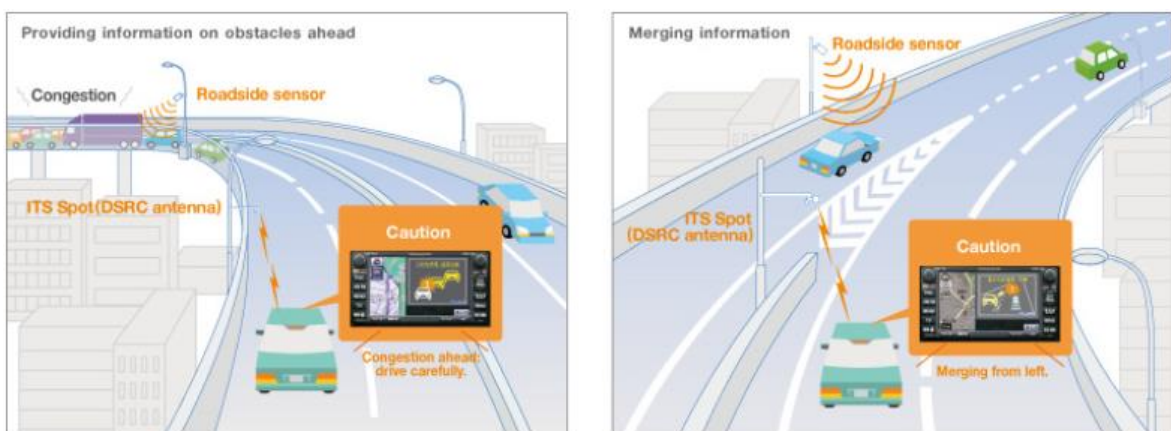 Providing information on obstacles ahead
Congestion
Roadside sensor
ITS Spot(DSRC antenna)
Caution
Congestion ahead:
drive carefully.
Merging information
Roadside sensor
ITS Spot
(DSRC antenna)
Caution
Merging from left.